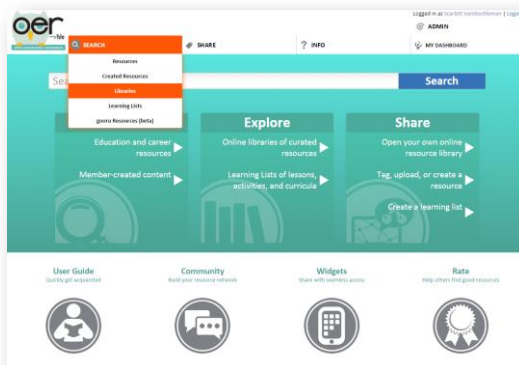 Logged in as Scarlett
oer
ADMIN
SEARCH
SHARE
? INFO
MY DASHBOARD
Resources
Created Resources
Libraries
Learning Lists
gooru Resources (beta)
Search
Explore
Share
Education and career
resources
Member-created content
Online libraries of curated
resources
Learning Lists of lessons,
activities, and curricula
Open your own online
resource library
Tag, upload, or create a
resource
Create a learning list
User Guide
Quickly get acquainted
Community
Build your resource network
Widgets
Share with seamless access
Rate
Help others find good resources